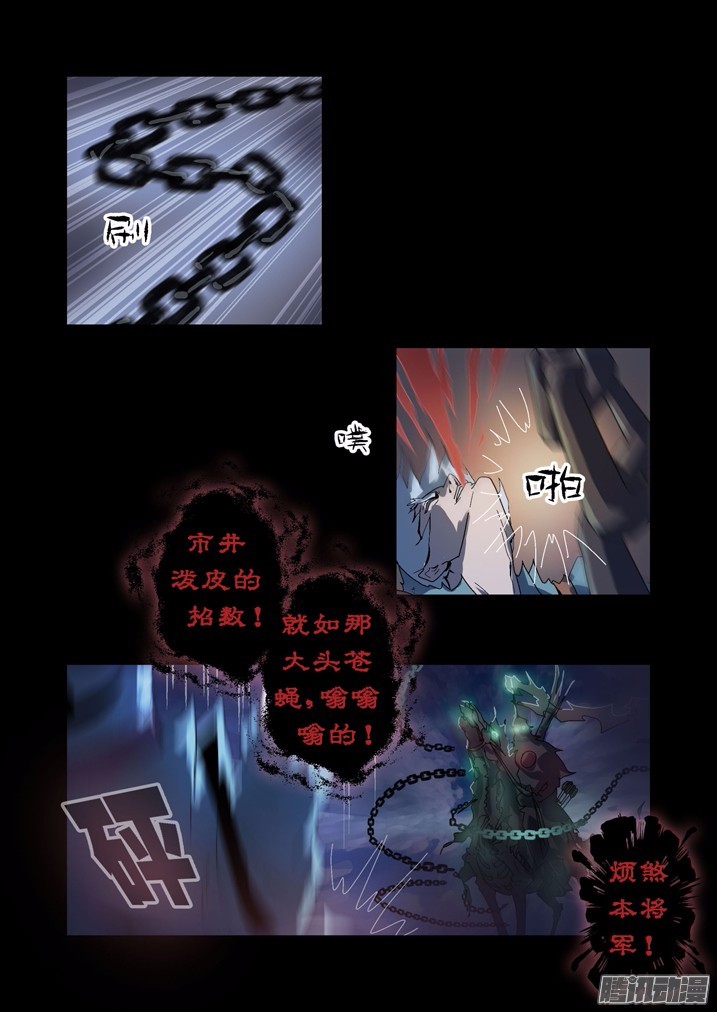 刷
噗
啪
市井
泼皮的
招数！
就如那
大头苍
蝇，嗡嗡
嗡的！
砰
烦煞
本将
军！
腾讯动漫